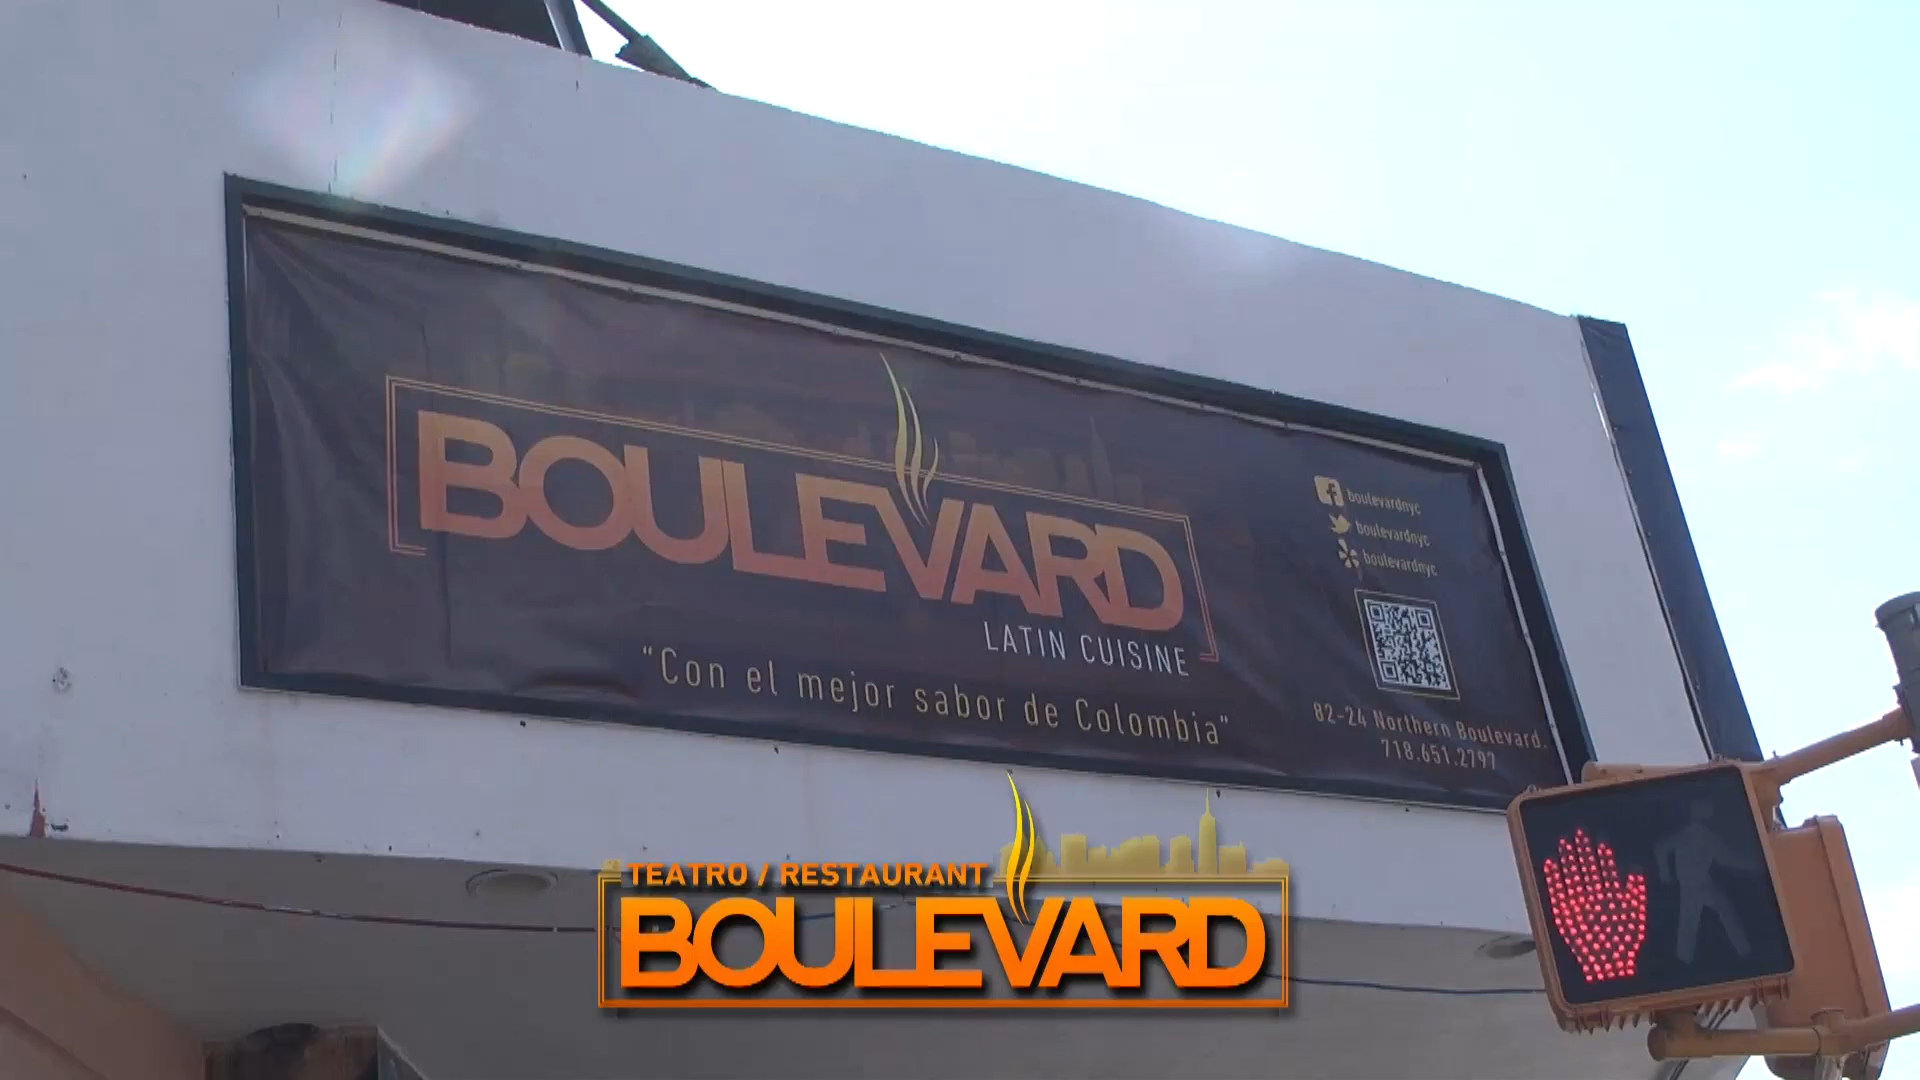 BOULEVARD
LATIN CUISINE
"Con el mejor sabor de Colombia"
boulevardnyc
boulevardnyc
boulevardnyc
82-24 Northern Boulevard.
718.651.2797
TEATRO / RESTAURANT
BOULEVARD